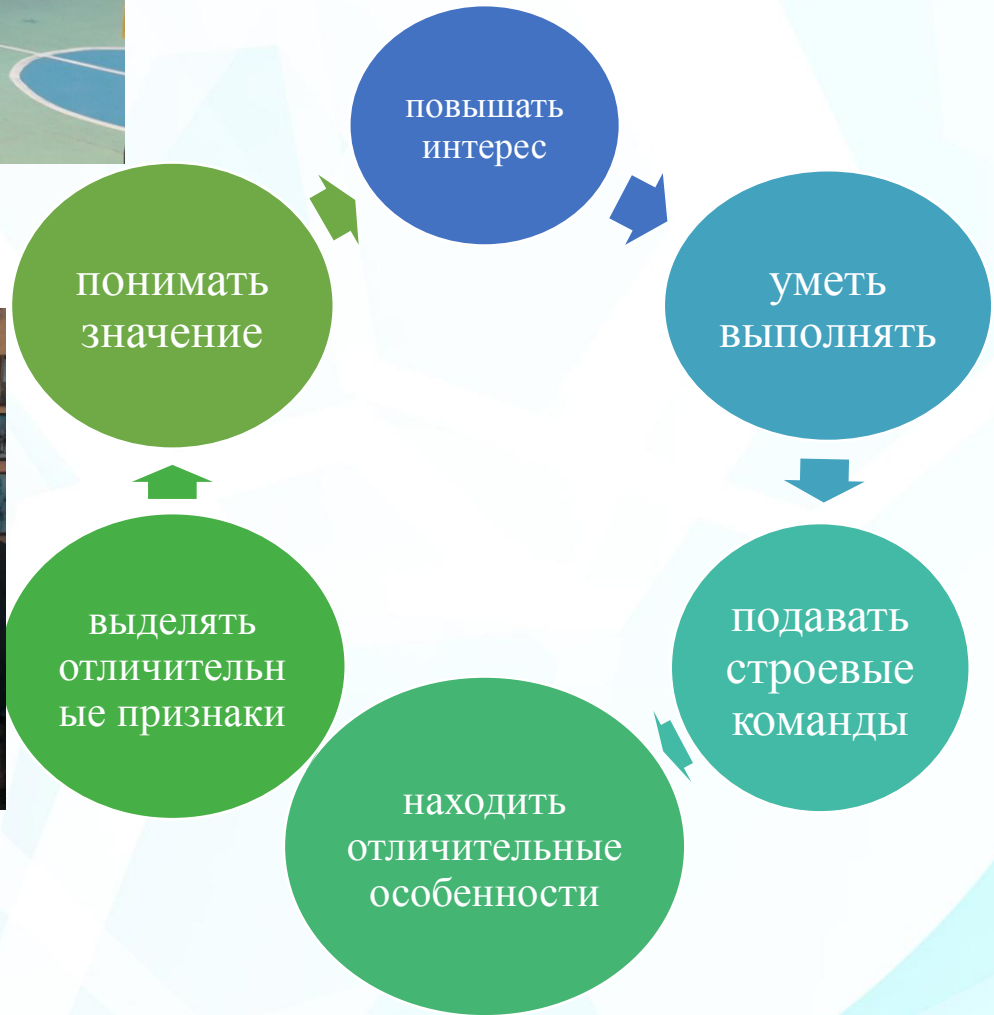 повышать
интерес
уметь
выполнять
подавать
строевые
команды
находить
отличительные
особенности
выделять
отличительн
ые признаки
понимать
значение